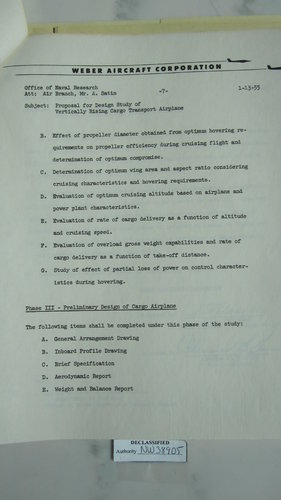 WEBER AIRCRAFT CORPORATION
Office of Naval Research
Att: Air Branch, Mr. A. Satin -7- 1-13-55
Subject: Proposal for Design Study of
Vertically Rising Cargo Transport Airplane
B. Effect of propeller diameter obtained from optimum hovering re-
quirements on propeller efficiency during cruising flight and
determination of optimum compromise.
C. Determination of optimum wing area and aspect ratio considering
cruising characteristics and hovering requirements.
D. Evaluation of optimum cruising altitude based on airplane and
power plant characteristics.
E. Evaluation of rate of cargo delivery as a function of altitude
and cruising speed.
F. Evaluation of overload gross weight capabilities and rate of
cargo delivery as a function of take-off distance.
G. Study of effect of partial loss of power on control character-
istics during hovering.
Phase III - Preliminary Design of Cargo Airplane
The following items shall be completed under this phase of the study:
A. General Arrangement Drawing
B. Inboard Profile Drawing
C. Brief Specification
D. Aerodynamic Report
E. Weight and Balance Report
DECLASSIFIED
Authority NW 38905